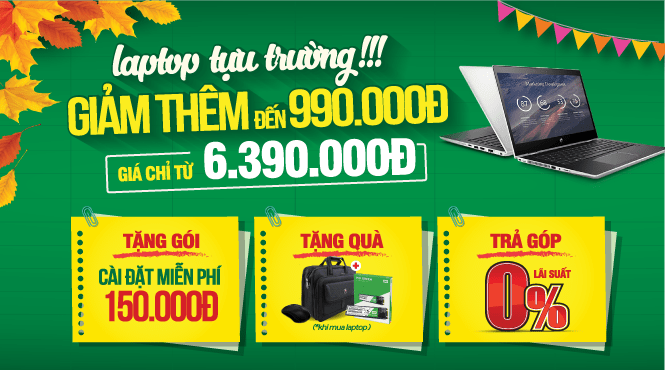 laptop tựu trường!!!
GIẢM THÊM ĐẾN 990.000Đ
GIÁ CHỈ TỪ 6.390.000Đ
TẶNG GÓI
CÀI ĐẶT MIỄN PHÍ
150.000Đ
TẶNG QUÀ
(*khi mua laptop)
TRẢ GÓP
LÃI SUẤT
0%